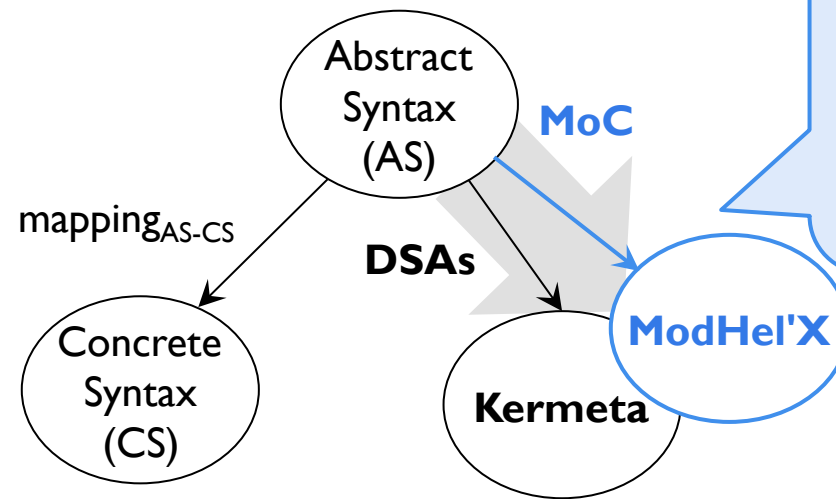 Abstract
Syntax
(AS)
MoC
mappingAS-CS
DSAs
ModHel'X
Concrete
Syntax
(CS)
Kermeta